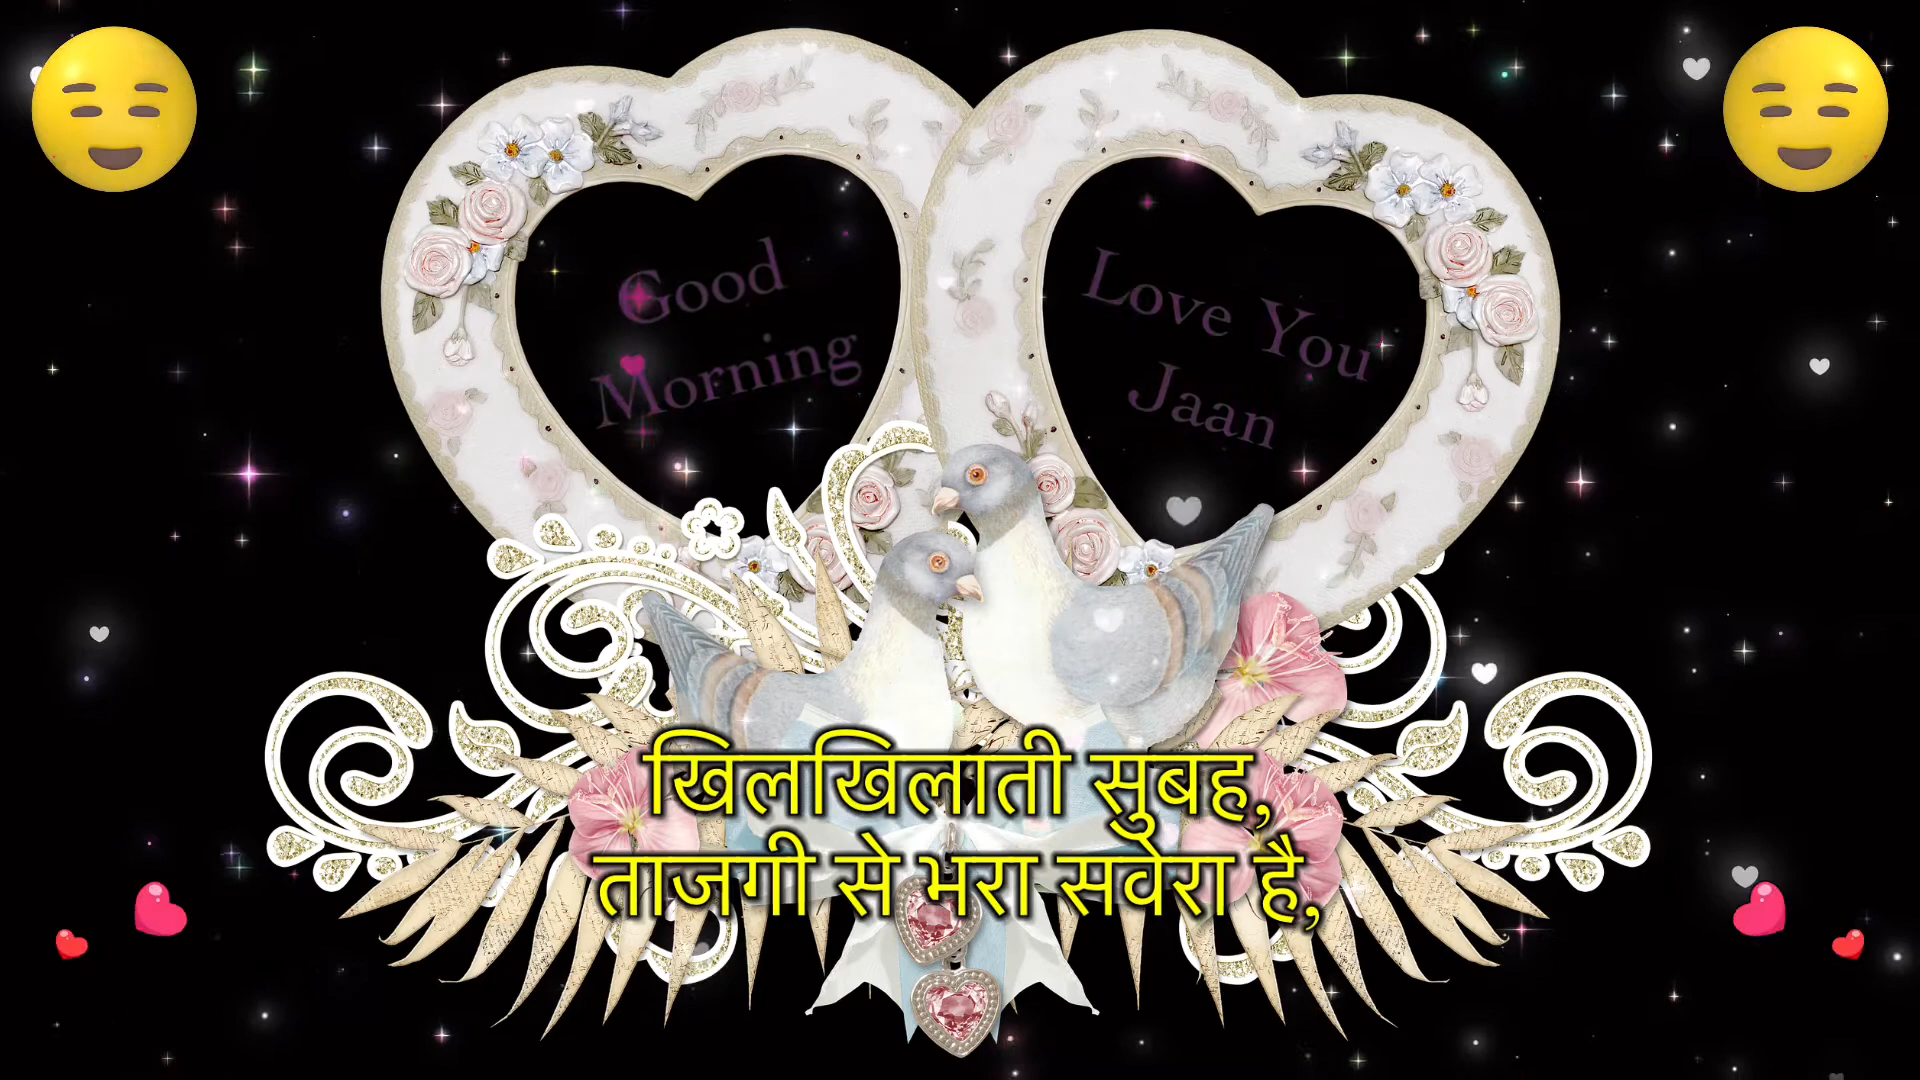 Good
Morning
Love You
Jaan
खिलखिलाती सुबह,
ताजगी से भरा सवेरा है,